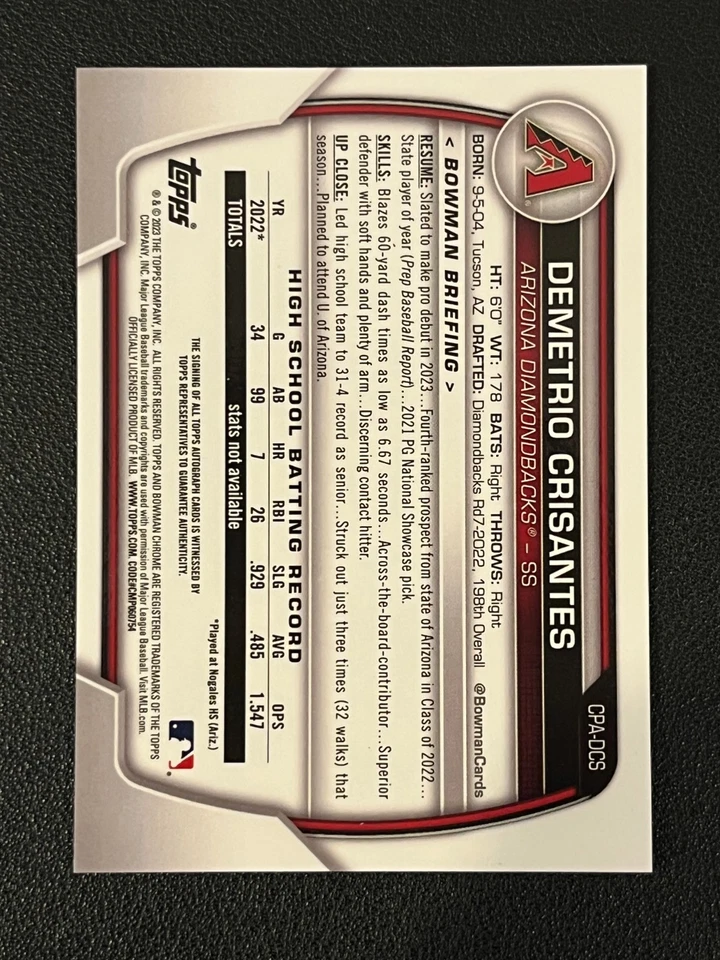 CPA-DCS
DEMETRIO CRISANTES
ARIZONA DIAMONDBACKS® – SS
HT: 6'0" WT: 178 BATS: Right THROWS: Right
BORN: 9-5-04, Tucson, AZ DRAFTED: Diamondbacks Rd7-2022, 198th Overall @BowmanCards
< BOWMAN BRIEFING >
RESUME: Slated to make pro debut in 2023...Fourth-ranked prospect from state of Arizona in Class of 2022...
State player of year (Prep Baseball Report)...2021 PG National Showcase pick.
SKILLS: Blazes 60-yard dash times as low as 6.67 seconds...Across-the-board-contributor...Superior
defender with soft hands and plenty of arm...Discerning contact hitter.
UP CLOSE: Led high school team to 31-4 record as senior...Struck out just three times (32 walks) that
season...Planned to attend U. of Arizona.
HIGH SCHOOL BATTING RECORD
YR G AB HR RBI SLG AVG OPS
2022* 34 99 7 26 .929 .485 1.547
TOTALS stats not available
*Played at Nogales HS (Ariz.)
THE SIGNING OF ALL TOPPS AUTOGRAPH CARDS IS WITNESSED BY
TOPPS REPRESENTATIVES TO GUARANTEE AUTHENTICITY.
Topps®
® & © 2023 THE TOPPS COMPANY, INC. ALL RIGHTS RESERVED. TOPPS AND BOWMAN CHROME ARE REGISTERED TRADEMARKS OF THE TOPPS
COMPANY, INC. Major League Baseball trademarks and copyrights are used with permission of Major League Baseball. Visit MLB.com.
OFFICIALLY LICENSED PRODUCT OF MLB. WWW.TOPPS.COM. CODE#CMP060754